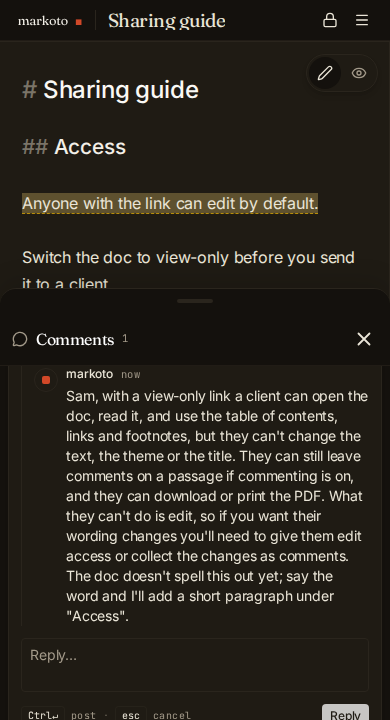 markoto
Sharing guide
# Sharing guide
## Access
Anyone with the link can edit by default.
Switch the doc to view-only before you send
it to a client
Comments 1
markoto now
Sam, with a view-only link a client can open the
doc, read it, and use the table of contents,
links and footnotes, but they can't change the
text, the theme or the title. They can still leave
comments on a passage if commenting is on,
and they can download or print the PDF. What
they can't do is edit, so if you want their
wording changes you'll need to give them edit
access or collect the changes as comments.
The doc doesn't spell this out yet; say the
word and I'll add a short paragraph under
"Access".
Reply...
Ctrl↵ post · esc cancel
Reply